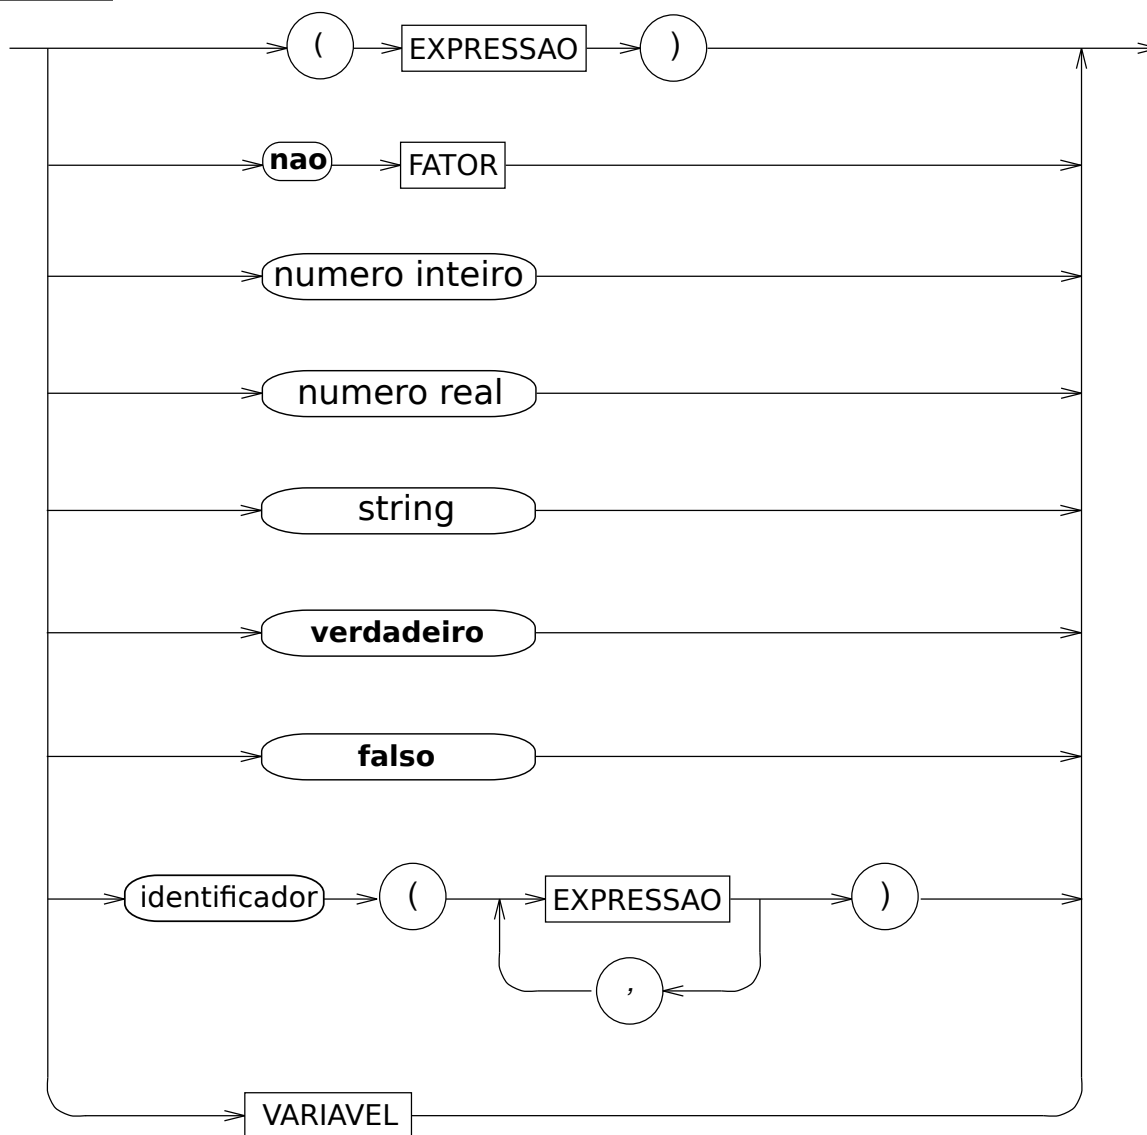 ( EXPRESSAO )
nao FATOR
numero inteiro
numero real
string
verdadeiro
falso
identificador ( EXPRESSAO )
,
VARIAVEL